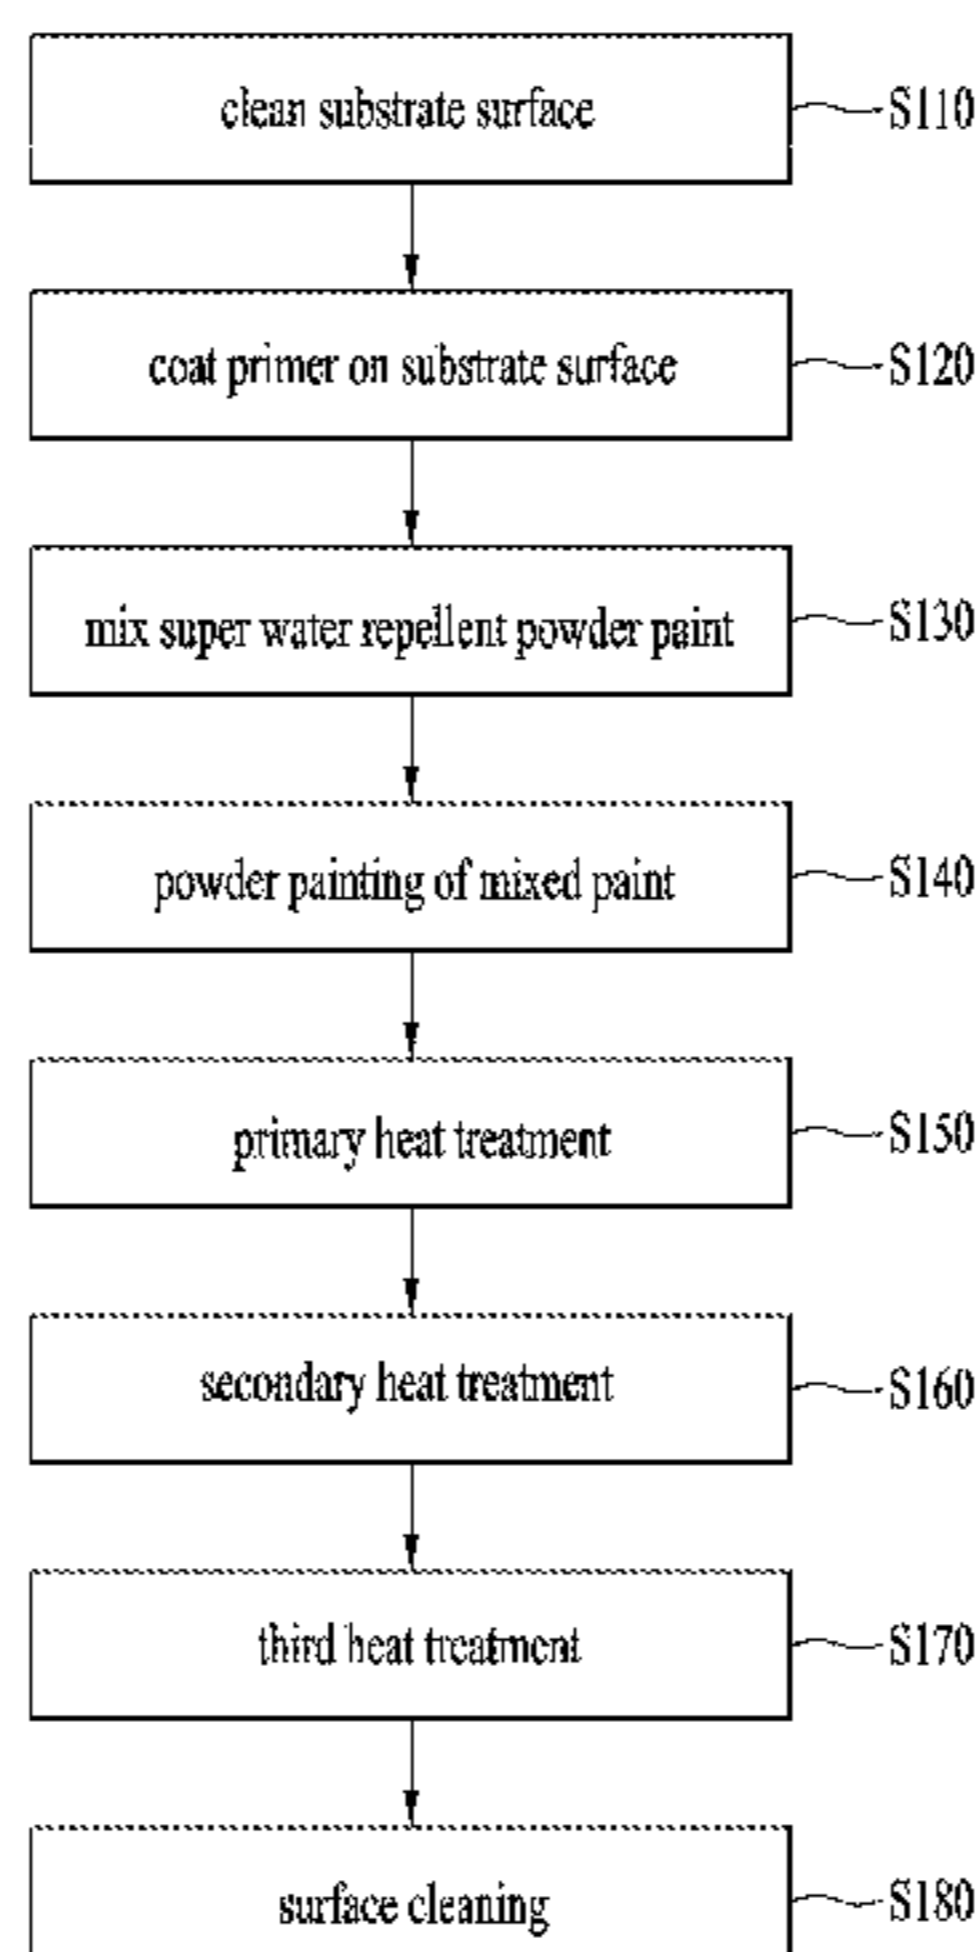 clean substrate surface
S110
coat primer on substrate surface
S120
mix super water repellent powder paint
S130
powder painting of mixed paint
S140
primary heat treatment
S150
secondary heat treatment
S160
third heat treatment
S170
surface cleaning
S180